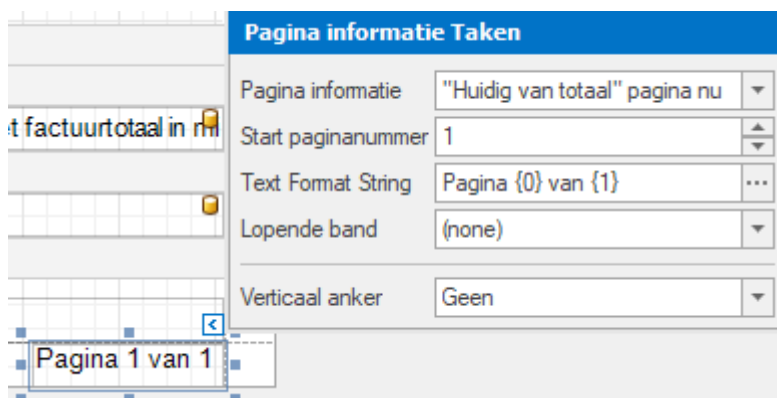 Pagina informatie Taken
Pagina informatie "Huidig van totaal" pagina nu
et factuurtotaal in
Start paginanummer 1
Text Format String Pagina {0} van {1}
Lopende band (none)
Verticaal anker Geen
Pagina 1 van 1